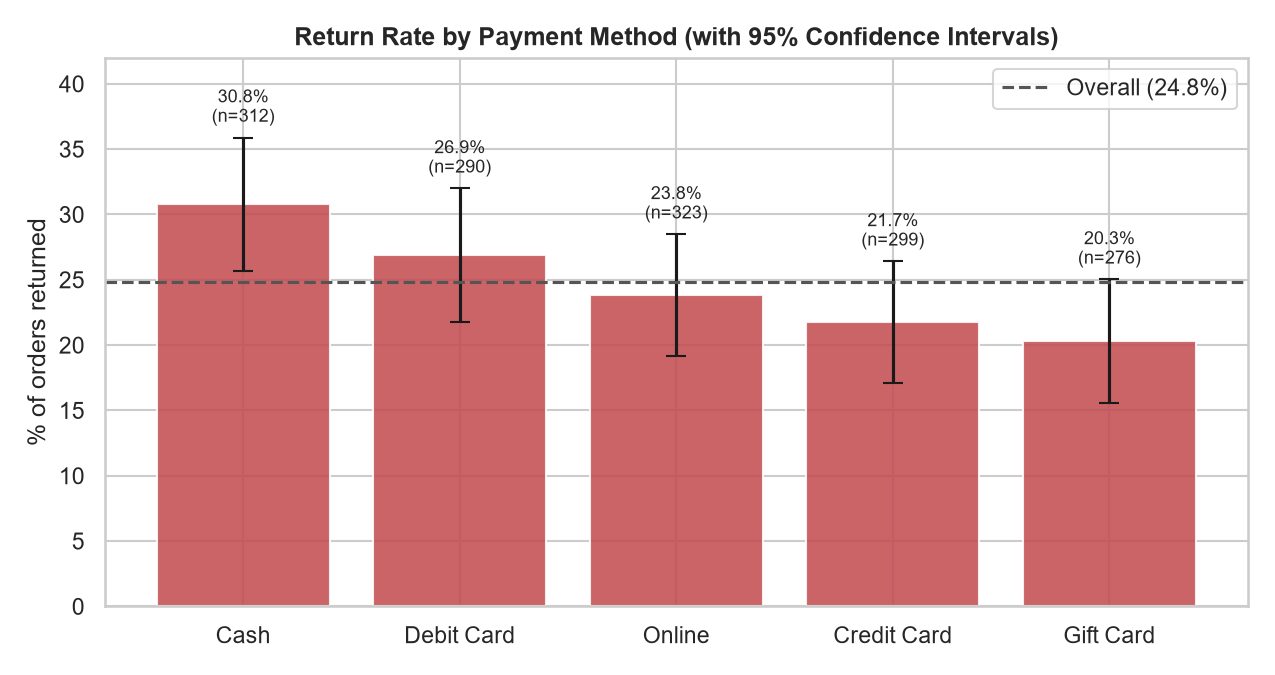 Return Rate by Payment Method (with 95% Confidence Intervals)
Overall (24.8%)
% of orders returned
40
35
30
25
20
15
10
5
0
30.8%
(n=312)
26.9%
(n=290)
23.8%
(n=323)
21.7%
(n=299)
20.3%
(n=276)
Cash
Debit Card
Online
Credit Card
Gift Card